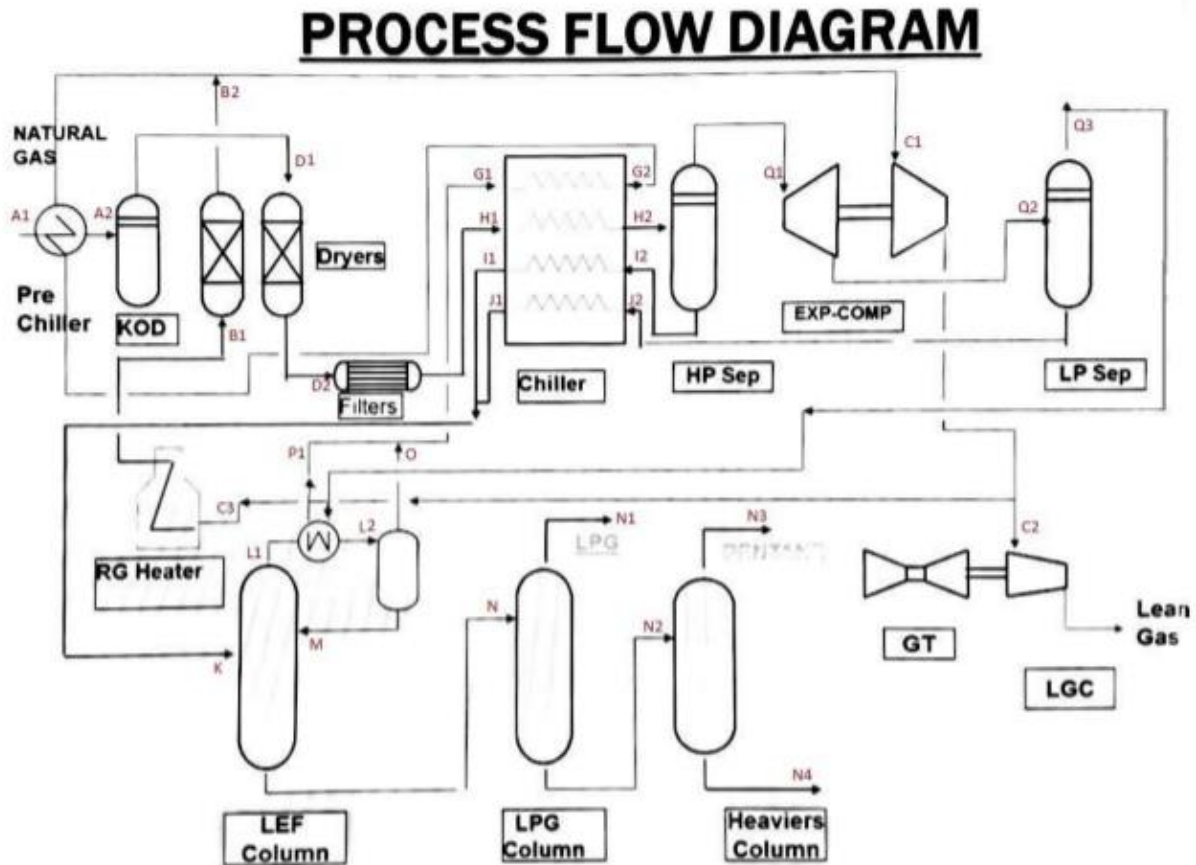 PROCESS FLOW DIAGRAM
B2
NATURAL
GAS
D1
C1
Q3
G1
G2
Q1
A1
A2
H1
H2
Q2
Dryers
I1
I2
Pre
Chiller
KOD
B1
J1
J2
EXP-COMP
D2
Filters
Chiller
HP Sep
LP Sep
P1
O
C3
L1
L2
N1
LPG
N3
C2
RG Heater
N
N2
M
K
GT
Lean
Gas
LGC
N4
LEF
Column
LPG
Column
Heaviers
Column